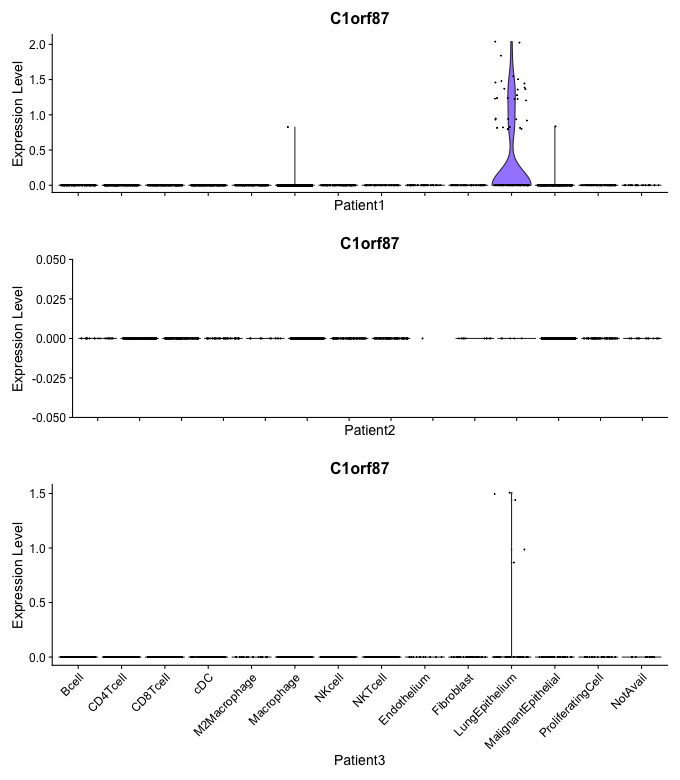 C1orf87
Expression Level
2.0
1.5
1.0
0.5
0.0
Patient1
C1orf87
Expression Level
0.050
0.025
0.000
-0.025
-0.050
Patient2
C1orf87
Expression Level
1.5
1.0
0.5
0.0
Bcell
CD4Tcell
CD8Tcell
cDC
M2Macrophage
Macrophage
NKcell
NKTcell
Endothelium
Fibroblast
LungEpithelium
MalignantEpithelial
ProliferatingCell
NotAvail
Patient3